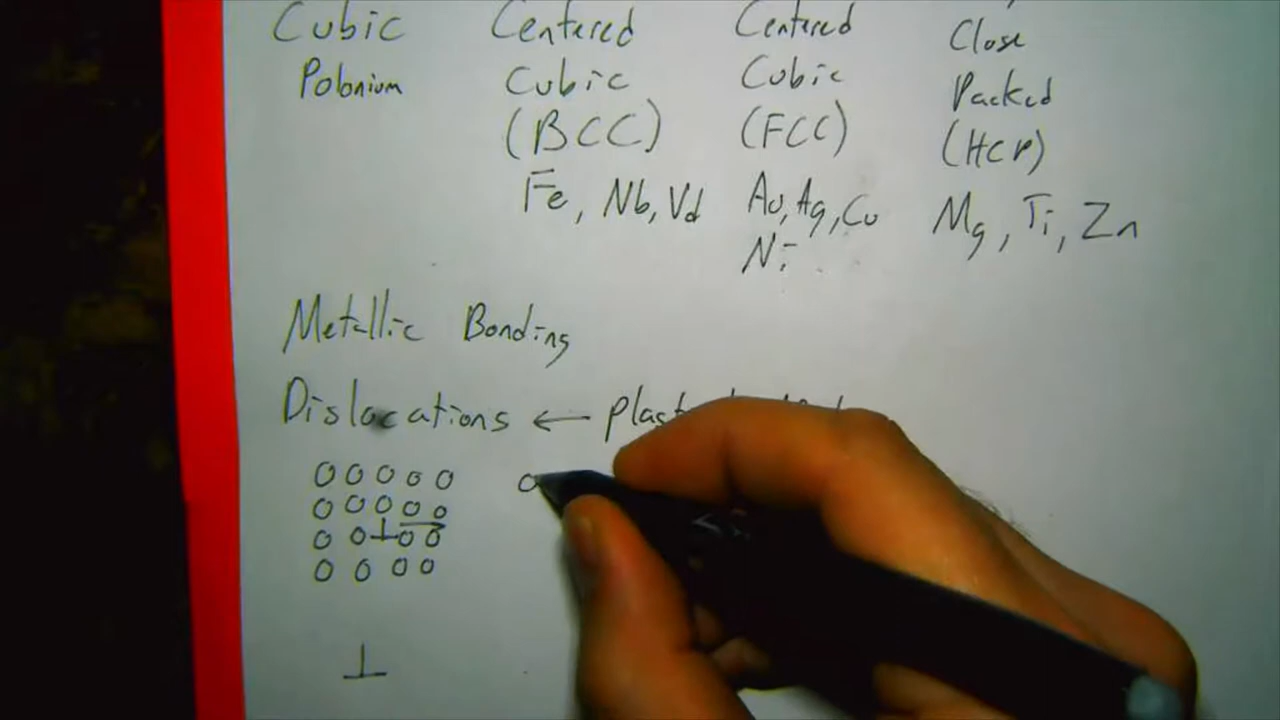 Cubic Centered Centered Close
Polonium Cubic Cubic Packed
(BCC) (FCC) (HCP)
Fe, Nb, Vd Au, Ag, Cu Mg, Ti, Zn
Ni
Metallic Bonding
Dislocations ←